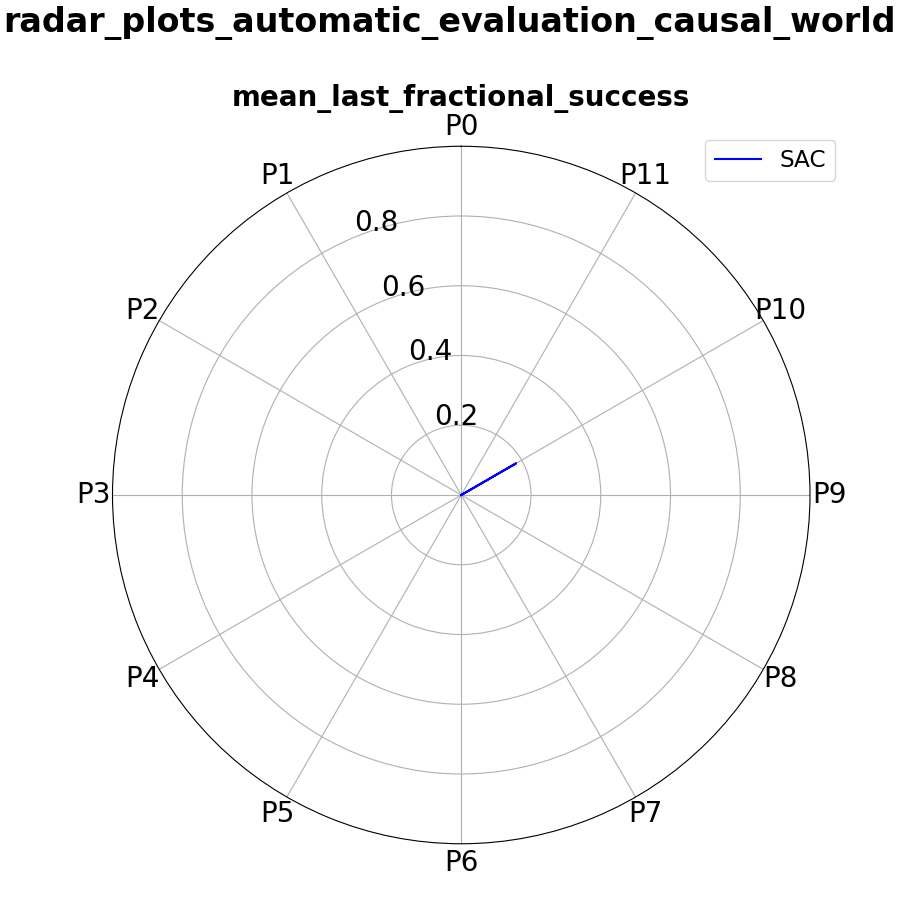 radar_plots_automatic_evaluation_causal_world
mean_last_fractional_success
P0
P1
P11
SAC
0.8
0.6
P2
P10
0.4
0.2
P3
P9
P4
P8
P5
P7
P6